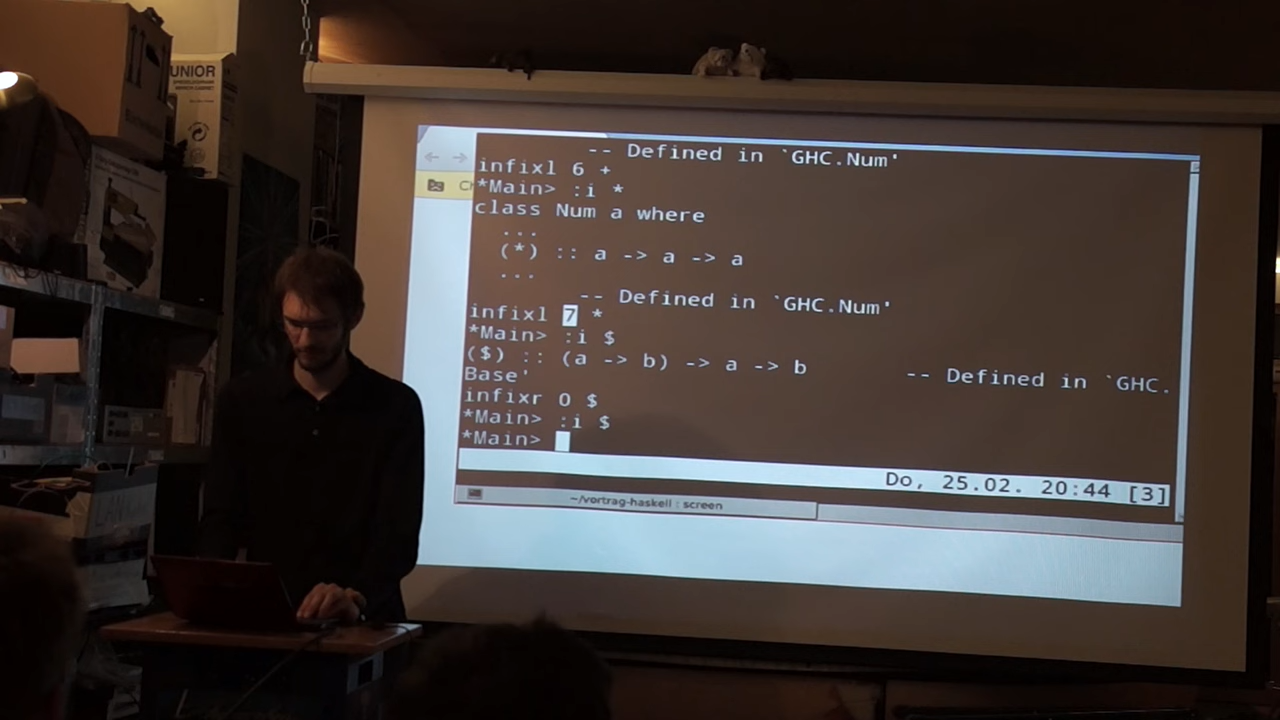 UNIOR
-- Defined in `GHC.Num'
infixl 6 +
*Main> :i *
class Num a where
...
(*) :: a -> a -> a
...
-- Defined in `GHC.Num'
infixl 7 *
*Main> :i $
($) :: (a -> b) -> a -> b -- Defined in `GHC.
Base'
infixr 0 $
*Main> :i $
*Main>
Do, 25.02. 20:44 [3]
~/vortrag-haskell : screen